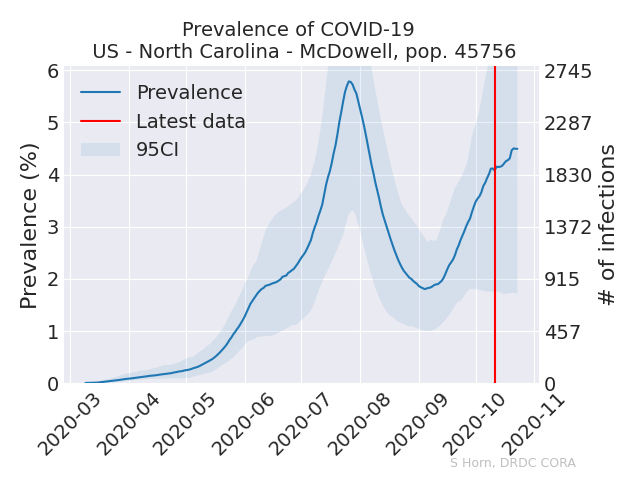 Prevalence of COVID-19
US - North Carolina - McDowell, pop. 45756
Prevalence
Latest data
95CI
Prevalence (%)
6
5
4
3
2
1
0
2745
2287
1830
1372
915
457
0
# of infections
2020-03
2020-04
2020-05
2020-06
2020-07
2020-08
2020-09
2020-10
2020-11
S Horn, DRDC CORA